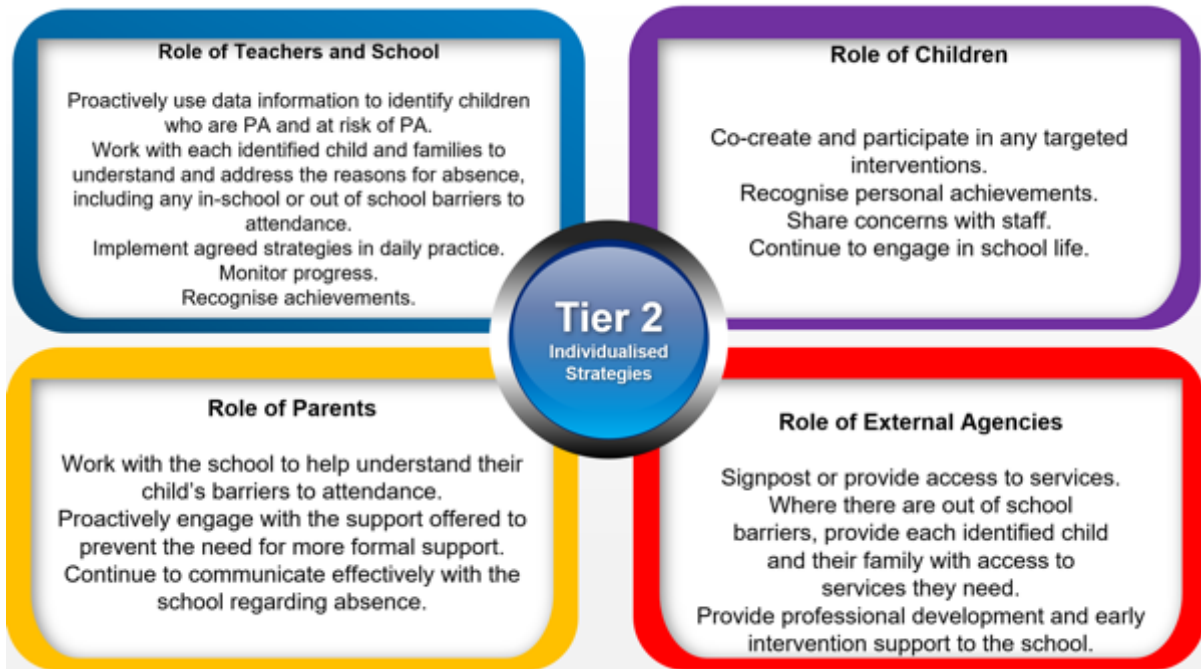 Role of Teachers and School
Proactively use data information to identify children
who are PA and at risk of PA.
Work with each identified child and families to
understand and address the reasons for absence,
including any in-school or out of school barriers to
attendance.
Implement agreed strategies in daily practice.
Monitor progress.
Recognise achievements.
Role of Children
Co-create and participate in any targeted
interventions.
Recognise personal achievements.
Share concerns with staff.
Continue to engage in school life.
Tier 2
Individualised
Strategies
Role of Parents
Work with the school to help understand their
child's barriers to attendance.
Proactively engage with the support offered to
prevent the need for more formal support.
Continue to communicate effectively with the
school regarding absence.
Role of External Agencies
Signpost or provide access to services.
Where there are out of school
barriers, provide each identified child
and their family with access to
services they need.
Provide professional development and early
intervention support to the school.